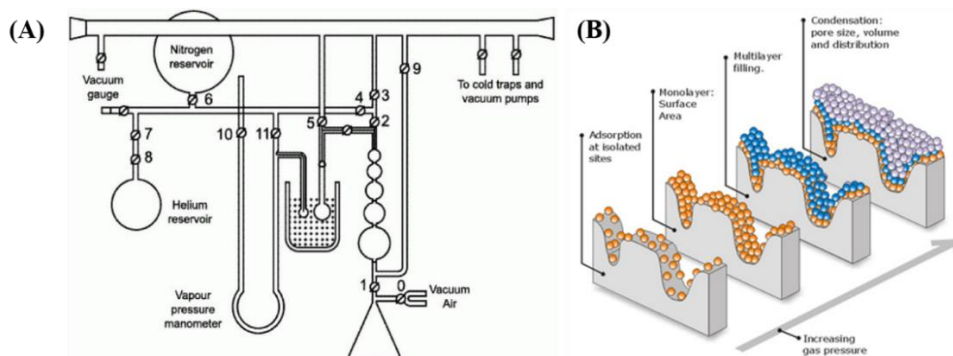 (A)
Nitrogen
reservoir
Vacuum
gauge
6
4
3
9
To cold traps and
vacuum pumps
7
8
10
11
5
2
Helium
reservoir
Vapour
pressure
manometer
1
0
Vacuum
Air
(B)
Condensation:
pore size, volume
and distribution
Multilayer
filling.
Monolayer:
Surface
Area
Adsorption
at isolated
sites
Increasing
gas pressure